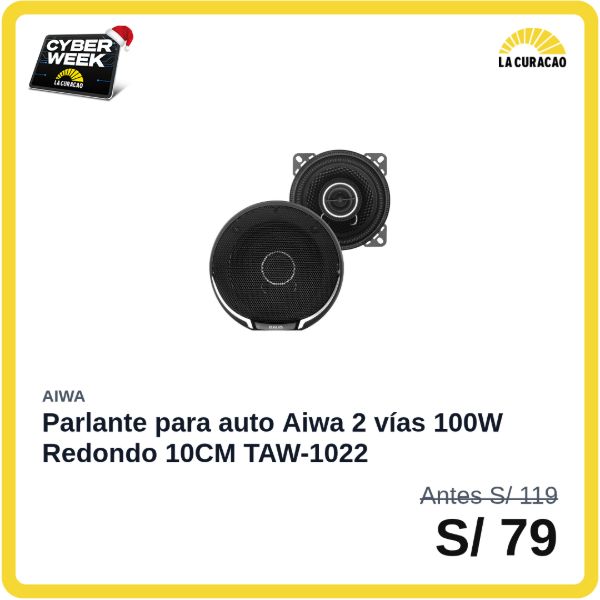 CYBER
WEEK
LA CURACAO
LA CURACAO
AIWA
Parlante para auto Aiwa 2 vías 100W
Redondo 10CM TAW-1022
Antes S/ 119
S/ 79